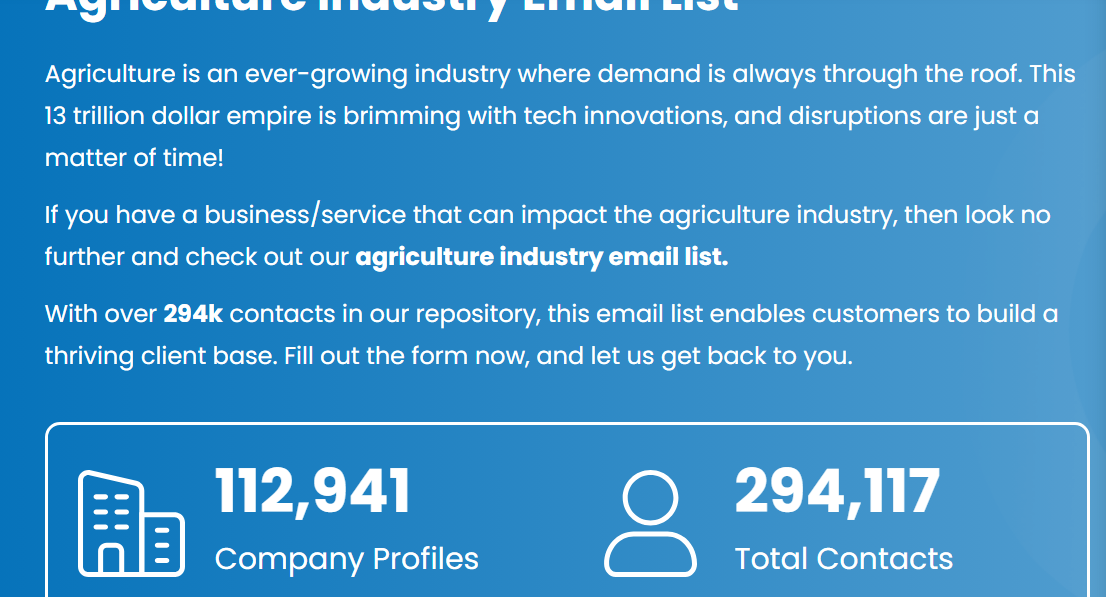 Agriculture Industry Email List
Agriculture is an ever-growing industry where demand is always through the roof. This
13 trillion dollar empire is brimming with tech innovations, and disruptions are just a
matter of time!
If you have a business/service that can impact the agriculture industry, then look no
further and check out our agriculture industry email list.
With over 294k contacts in our repository, this email list enables customers to build a
thriving client base. Fill out the form now, and let us get back to you.
112,941
Company Profiles
294,117
Total Contacts